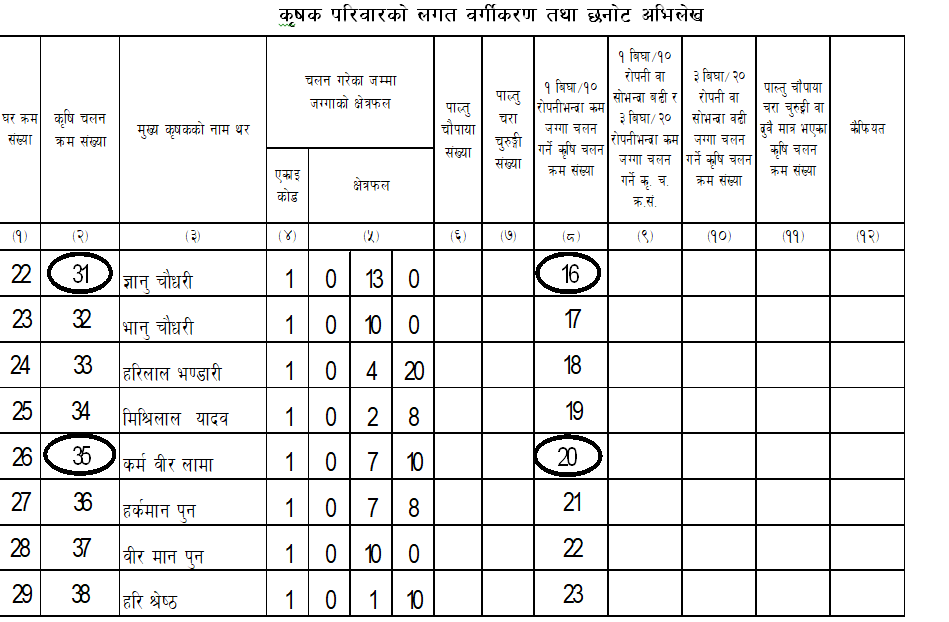 कृषक परिवारको लगत वर्गीकरण तथा छनोट अभिलेख
घर क्रम संख्या
कृषि चलन क्रम संख्या
मुख्य कृषकको नाम थर
चलन गरेका जम्मा जग्गाको क्षेत्रफल
एकाइ कोड
क्षेत्रफल
पाल्तु चौपाया संख्या
पाल्तु चरा चुरुङ्गी संख्या
१ बिघा/१० रोपनीभन्दा कम जग्गा चलन गर्ने कृषि चलन क्रम संख्या
१ बिघा/१० रोपनी वा सोभन्दा बढी र ३ बिघा/२० रोपनीभन्दा कम जग्गा चलन गर्ने कृ. च. क्र.सं.
३ बिघा/२० रोपनी वा सोभन्दा बढी जग्गा चलन गर्ने कृषि चलन क्रम संख्या
पाल्तु चौपाया चरा चुरुङ्गी वा दुवै मात्र भएका कृषि चलन क्रम संख्या
कैफियत
(१) (२) (३) (४) (५) (६) (७) (८) (९) (१०) (११) (१२)
22 31 ज्ञानु चौधरी 1 0 13 0 16
23 32 भानु चौधरी 1 0 10 0 17
24 33 हरिलाल भण्डारी 1 0 4 20 18
25 34 मिश्रिलाल यादव 1 0 2 8 19
26 35 कर्म वीर लामा 1 0 7 10 20
27 36 हर्कमान पुन 1 0 7 8 21
28 37 वीर मान पुन 1 0 10 0 22
29 38 हरि श्रेष्ठ 1 0 1 10 23